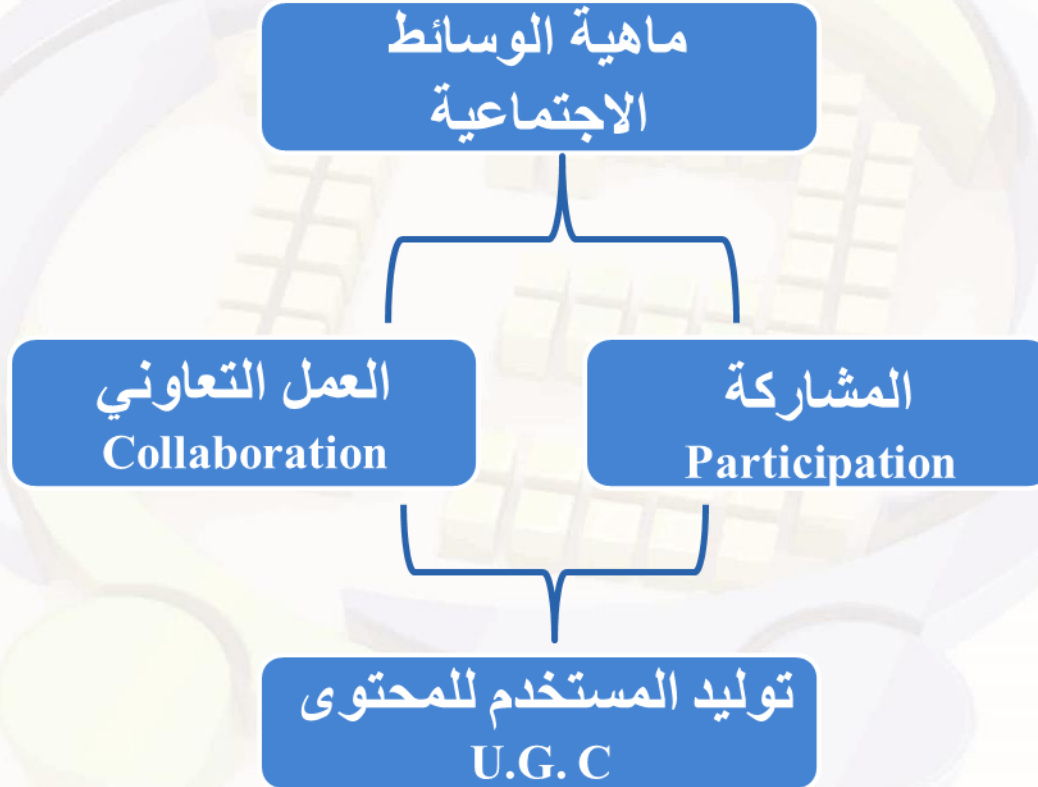 ماهية الوسائط
الاجتماعية
المشاركة
Participation
العمل التعاوني
Collaboration
توليد المستخدم للمحتوى
U.G. C